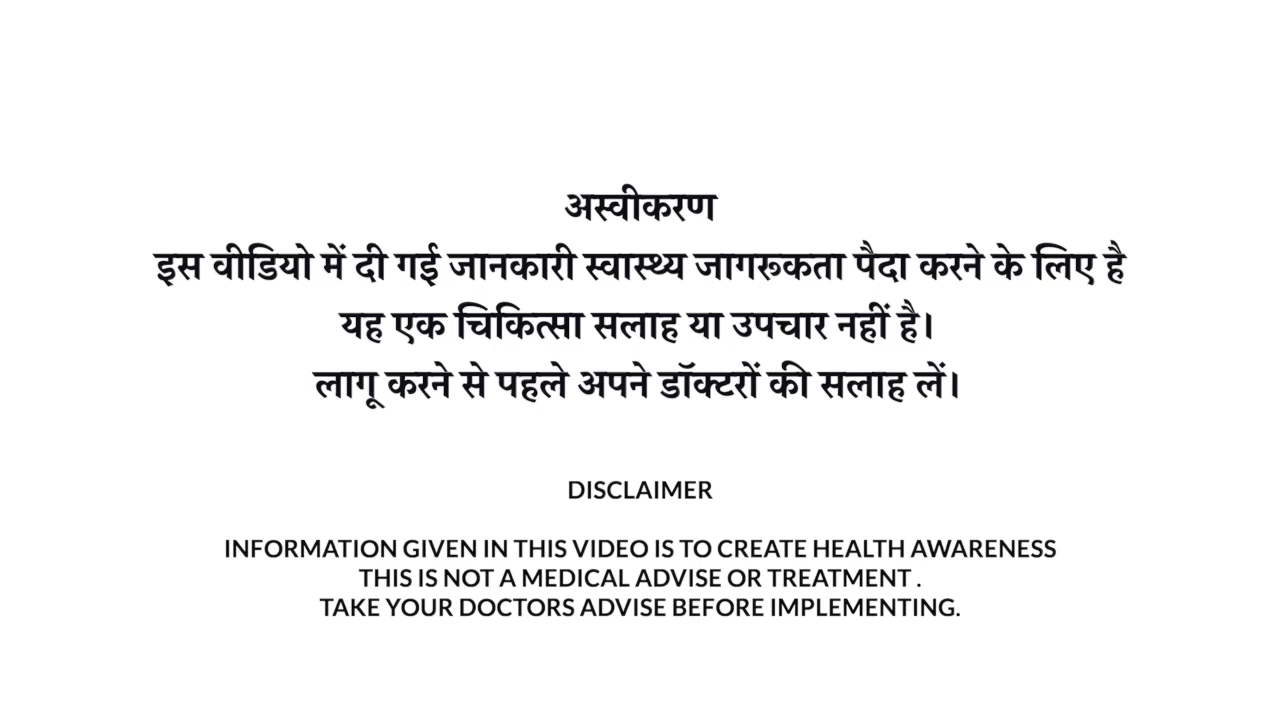 अस्वीकरण
इस वीडियो में दी गई जानकारी स्वास्थ्य जागरूकता पैदा करने के लिए है
यह एक चिकित्सा सलाह या उपचार नहीं है।
लागू करने से पहले अपने डॉक्टरों की सलाह लें।
DISCLAIMER
INFORMATION GIVEN IN THIS VIDEO IS TO CREATE HEALTH AWARENESS
THIS IS NOT A MEDICAL ADVISE OR TREATMENT .
TAKE YOUR DOCTORS ADVISE BEFORE IMPLEMENTING.